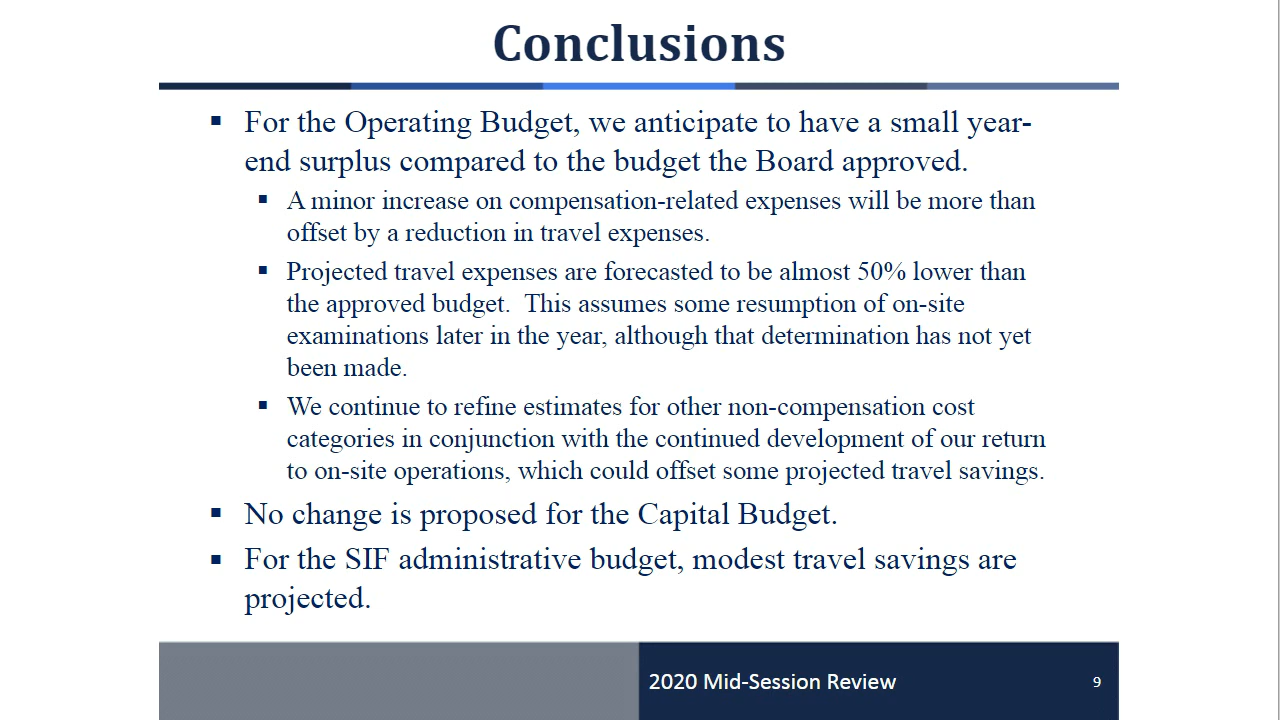 Conclusions
▪ For the Operating Budget, we anticipate to have a small year-
end surplus compared to the budget the Board approved.
▪ A minor increase on compensation-related expenses will be more than
offset by a reduction in travel expenses.
▪ Projected travel expenses are forecasted to be almost 50% lower than
the approved budget.  This assumes some resumption of on-site
examinations later in the year, although that determination has not yet
been made.
▪ We continue to refine estimates for other non-compensation cost
categories in conjunction with the continued development of our return
to on-site operations, which could offset some projected travel savings.
▪ No change is proposed for the Capital Budget.
▪ For the SIF administrative budget, modest travel savings are
projected.
2020 Mid-Session Review 9